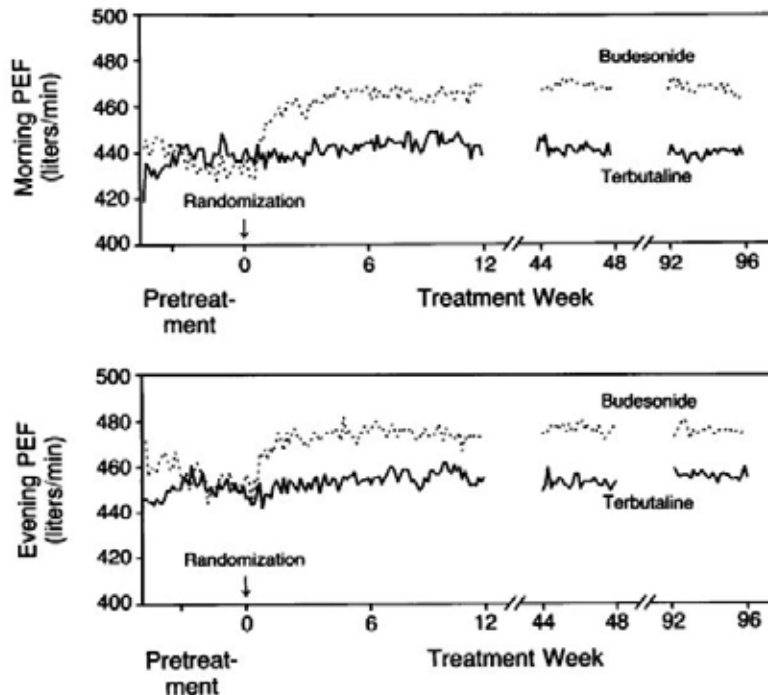 500
480
460
440
420
400
Morning PEF
(liters/min)
Budesonide
Terbutaline
Randomization
0
6
12
44
48
92
96
Pretreat-
ment
Treatment Week
500
480
460
440
420
400
Evening PEF
(liters/min)
Budesonide
Terbutaline
Randomization
0
6
12
44
48
92
96
Pretreat-
ment
Treatment Week